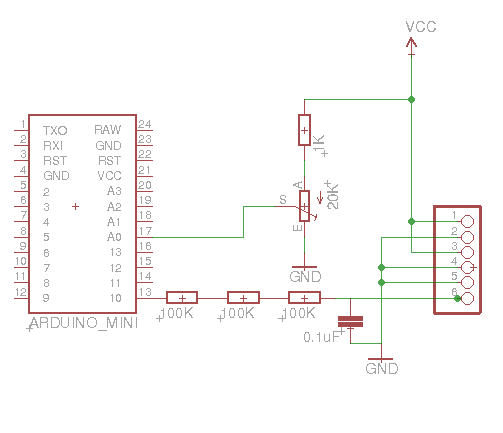 VCC
1 TXO RAW 24
2 RXI GND 23
3 RST RST 22
4 GND VCC 21
5 2 A3 20
6 3 A2 19
7 4 A1 18
8 5 A0 17
9 6 13 16
10 7 12 15
11 8 11 14
12 9 10 13
ARDUINO_MINI
1K
A
S
20K
E
GND
100K 100K 100K
0.1uF
GND
1
2
3
4
5
6